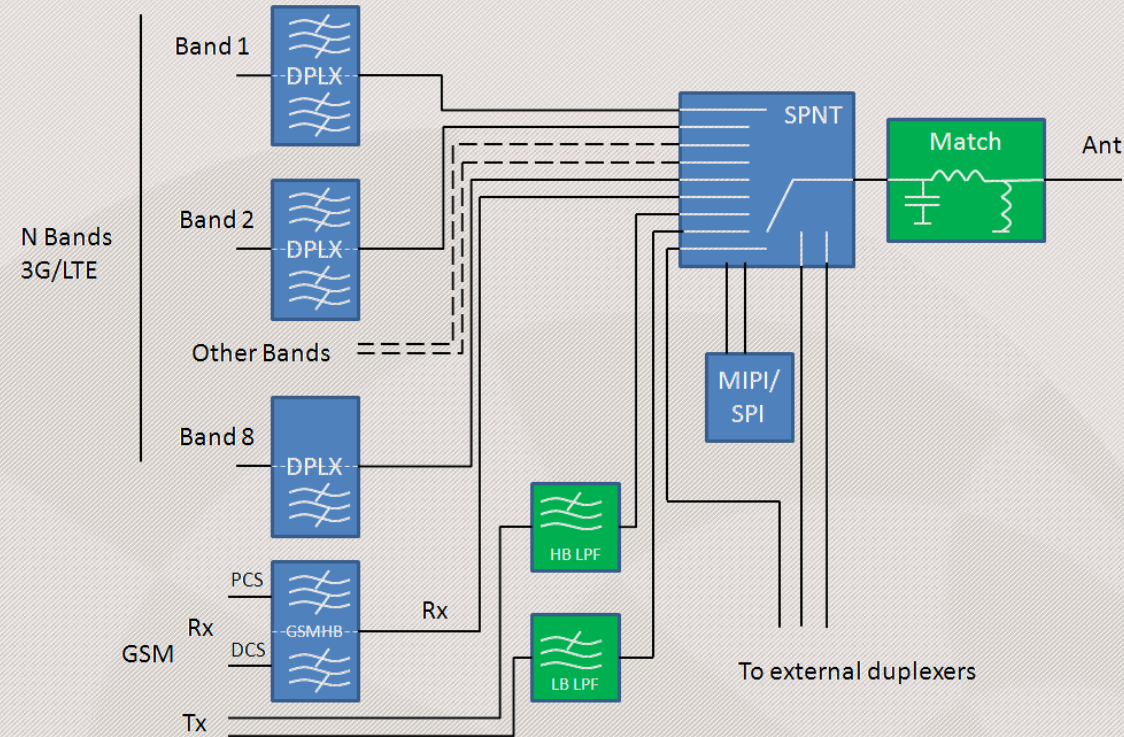 Band 1
DPLX
SPNT
Match
Ant
Band 2
DPLX
N Bands
3G/LTE
Other Bands
MIPI/
SPI
Band 8
DPLX
HB LPF
PCS
Rx
GSMHB
Rx
GSM
DCS
LB LPF
To external duplexers
Tx